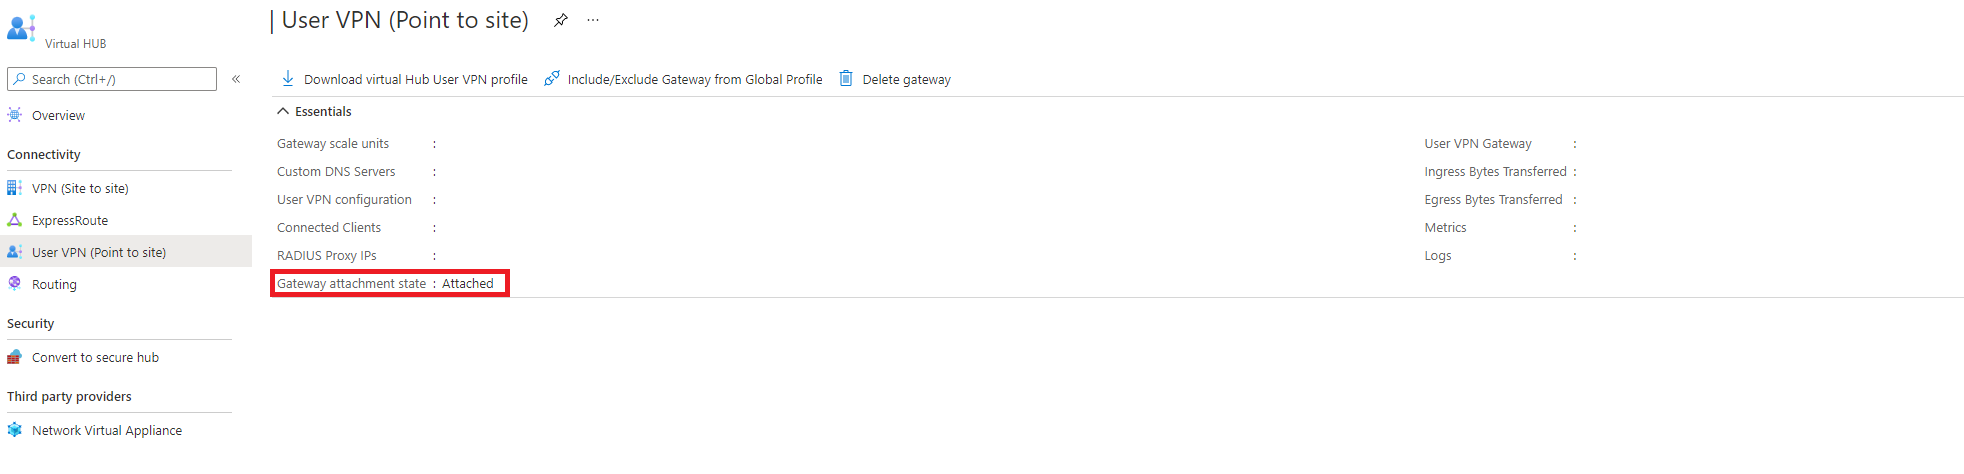 Virtual HUB
| User VPN (Point to site) ···
Search (Ctrl+/) «
Overview
Connectivity
VPN (Site to site)
ExpressRoute
User VPN (Point to site)
Routing
Security
Convert to secure hub
Third party providers
Network Virtual Appliance
Download virtual Hub User VPN profile Include/Exclude Gateway from Global Profile Delete gateway
Essentials
Gateway scale units :
Custom DNS Servers :
User VPN configuration :
Connected Clients :
RADIUS Proxy IPs :
Gateway attachment state : Attached
User VPN Gateway :
Ingress Bytes Transferred :
Egress Bytes Transferred :
Metrics :
Logs :